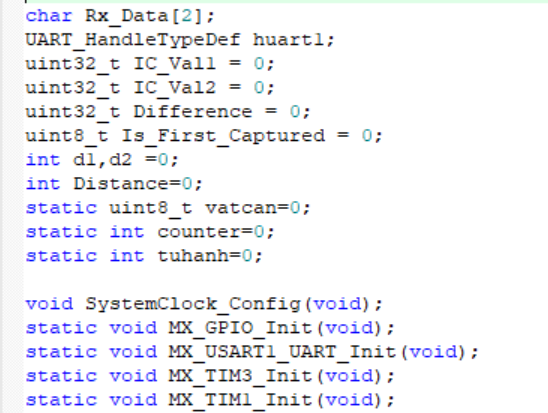 char Rx_Data[2];
UART_HandleTypeDef huart1;
uint32_t IC_Val1 = 0;
uint32_t IC_Val2 = 0;
uint32_t Difference = 0;
uint8_t Is_First_Captured = 0;
int d1,d2 =0;
int Distance=0;
static uint8_t vatcan=0;
static int counter=0;
static int tuhanh=0;
void SystemClock_Config(void);
static void MX_GPIO_Init(void);
static void MX_USART1_UART_Init(void);
static void MX_TIM3_Init(void);
static void MX_TIM1_Init(void);